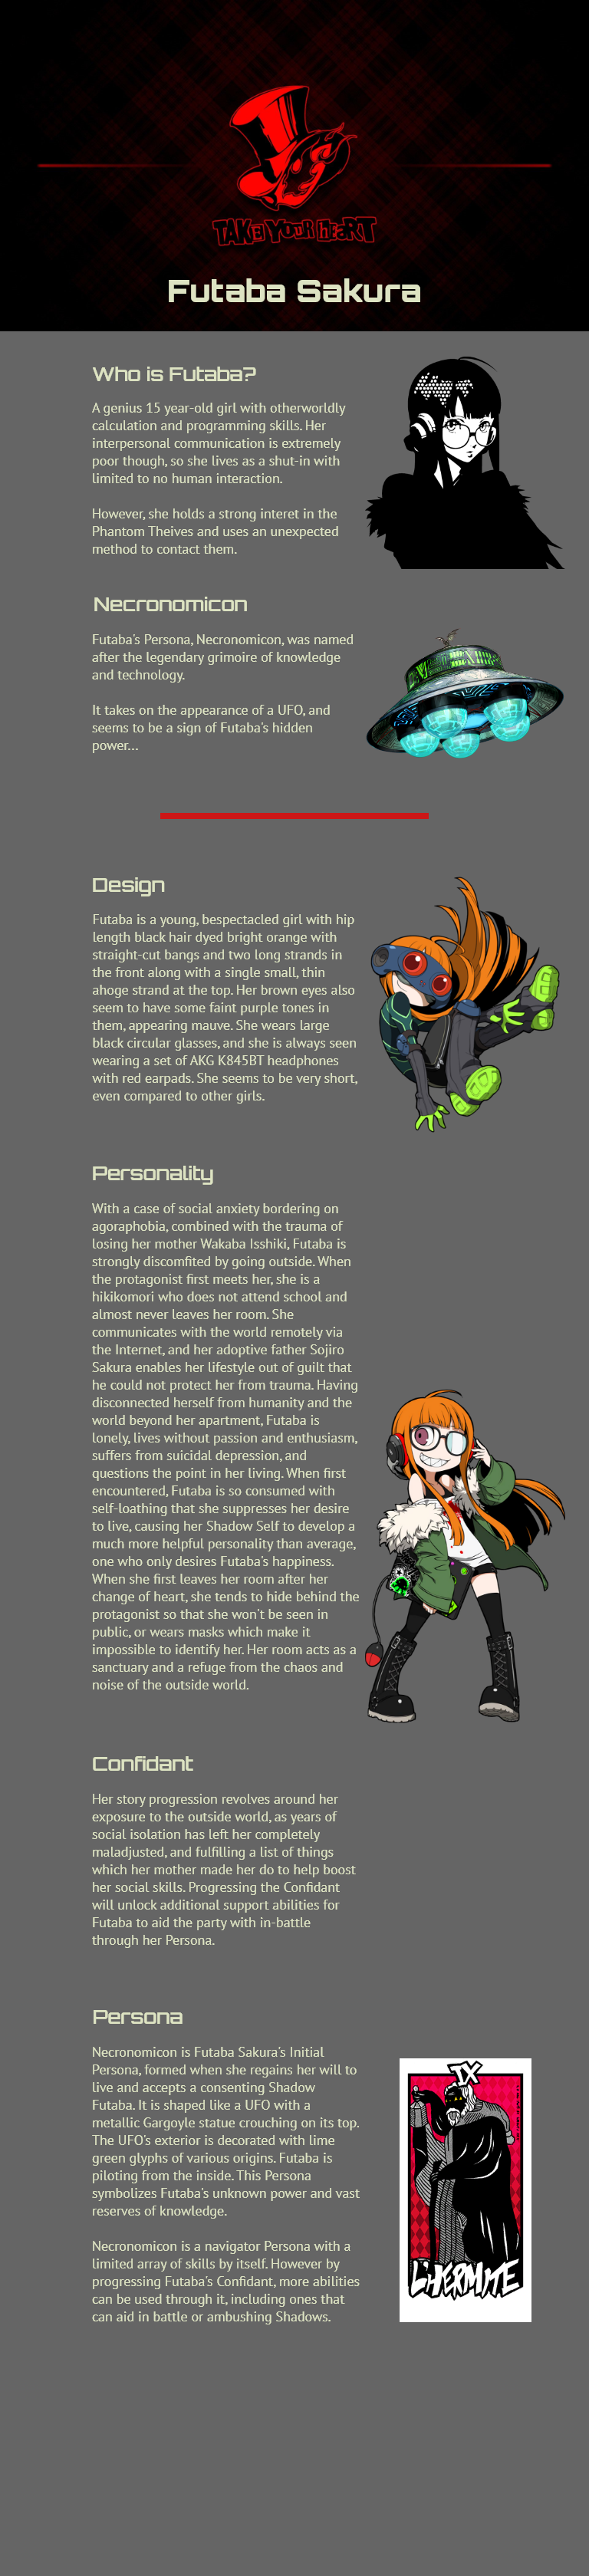 TAKE YOUR HEART
Futaba Sakura
Who is Futaba?
A genius 15 year-old girl with otherworldly
calculation and programming skills. Her
interpersonal communication is extremely
poor though, so she lives as a shut-in with
limited to no human interaction.
However, she holds a strong interet in the
Phantom Theives and uses an unexpected
method to contact them.
Necronomicon
Futaba's Persona, Necronomicon, was named
after the legendary grimoire of knowledge
and technology.
It takes on the appearance of a UFO, and
seems to be a sign of Futaba's hidden
power...
Design
Futaba is a young, bespectacled girl with hip
length black hair dyed bright orange with
straight-cut bangs and two long strands in
the front along with a single small, thin
ahoge strand at the top. Her brown eyes also
seem to have some faint purple tones in
them, appearing mauve. She wears large
black circular glasses, and she is always seen
wearing a set of AKG K845BT headphones
with red earpads. She seems to be very short,
even compared to other girls.
Personality
With a case of social anxiety bordering on
agoraphobia, combined with the trauma of
losing her mother Wakaba Isshiki, Futaba is
strongly discomfited by going outside. When
the protagonist first meets her, she is a
hikikomori who does not attend school and
almost never leaves her room. She
communicates with the world remotely via
the Internet, and her adoptive father Sojiro
Sakura enables her lifestyle out of guilt that
he could not protect her from trauma. Having
disconnected herself from humanity and the
world beyond her apartment, Futaba is
lonely, lives without passion and enthusiasm,
suffers from suicidal depression, and
questions the point in her living. When first
encountered, Futaba is so consumed with
self-loathing that she suppresses her desire
to live, causing her Shadow Self to develop a
much more helpful personality than average,
one who only desires Futaba's happiness.
When she first leaves her room after her
change of heart, she tends to hide behind the
protagonist so that she won't be seen in
public, or wears masks which make it
impossible to identify her. Her room acts as a
sanctuary and a refuge from the chaos and
noise of the outside world.
Confidant
Her story progression revolves around her
exposure to the outside world, as years of
social isolation has left her completely
maladjusted, and fulfilling a list of things
which her mother made her do to help boost
her social skills. Progressing the Confidant
will unlock additional support abilities for
Futaba to aid the party with in-battle
through her Persona.
Persona
Necronomicon is Futaba Sakura's Initial
Persona, formed when she regains her will to
live and accepts a consenting Shadow
Futaba. It is shaped like a UFO with a
metallic Gargoyle statue crouching on its top.
The UFO's exterior is decorated with lime
green glyphs of various origins. Futaba is
piloting from the inside. This Persona
symbolizes Futaba's unknown power and vast
reserves of knowledge.
Necronomicon is a navigator Persona with a
limited array of skills by itself. However by
progressing Futaba's Confidant, more abilities
can be used through it, including ones that
can aid in battle or ambushing Shadows.
IX
L'HERMITE